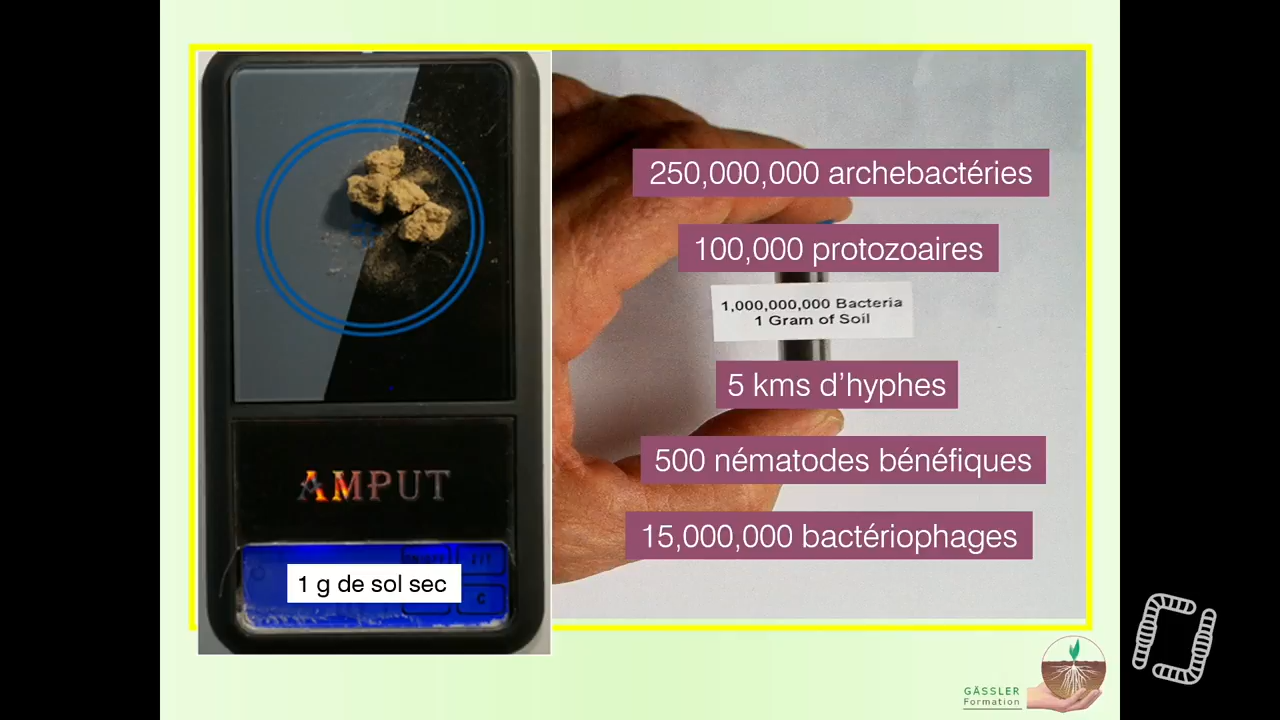 250,000,000 archebactéries
100,000 protozoaires
1,000,000,000 Bacteria
1 Gram of Soil
5 kms d’hyphes
500 nématodes bénéfiques
15,000,000 bactériophages
AMPUT
1 g de sol sec
C
GÄSSLER
Formation